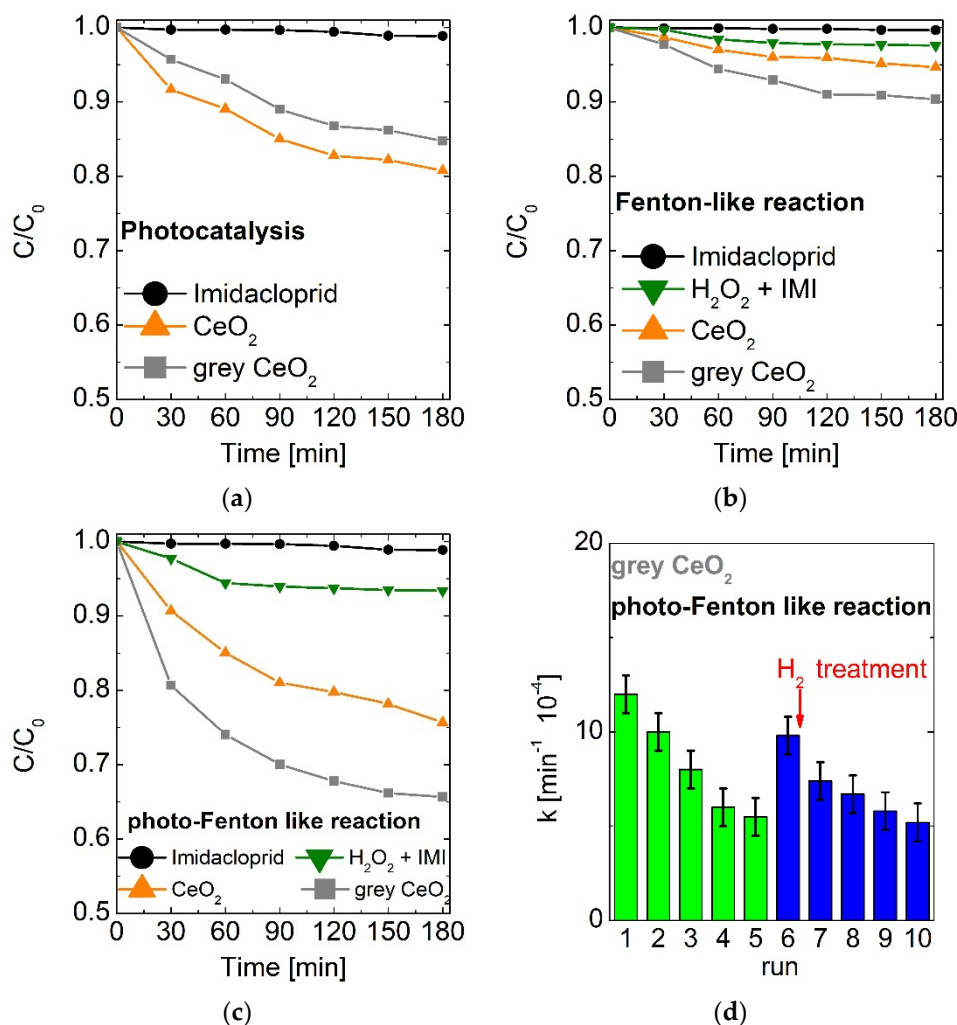 1.0
0.9
0.8
0.7
0.6
0.5
C/C₀
Photocatalysis
Imidacloprid
CeO₂
grey CeO₂
0 30 60 90 120 150 180
Time [min]
(a)
1.0
0.9
0.8
0.7
0.6
0.5
C/C₀
Fenton-like reaction
Imidacloprid
H₂O₂ + IMI
CeO₂
grey CeO₂
0 30 60 90 120 150 180
Time [min]
(b)
1.0
0.9
0.8
0.7
0.6
0.5
C/C₀
photo-Fenton like reaction
Imidacloprid H₂O₂ + IMI
CeO₂ grey CeO₂
0 30 60 90 120 150 180
Time [min]
(c)
20
10
0
k [min⁻¹ 10⁻⁴]
grey CeO₂
photo-Fenton like reaction
H₂ treatment
1 2 3 4 5 6 7 8 9 10
run
(d)